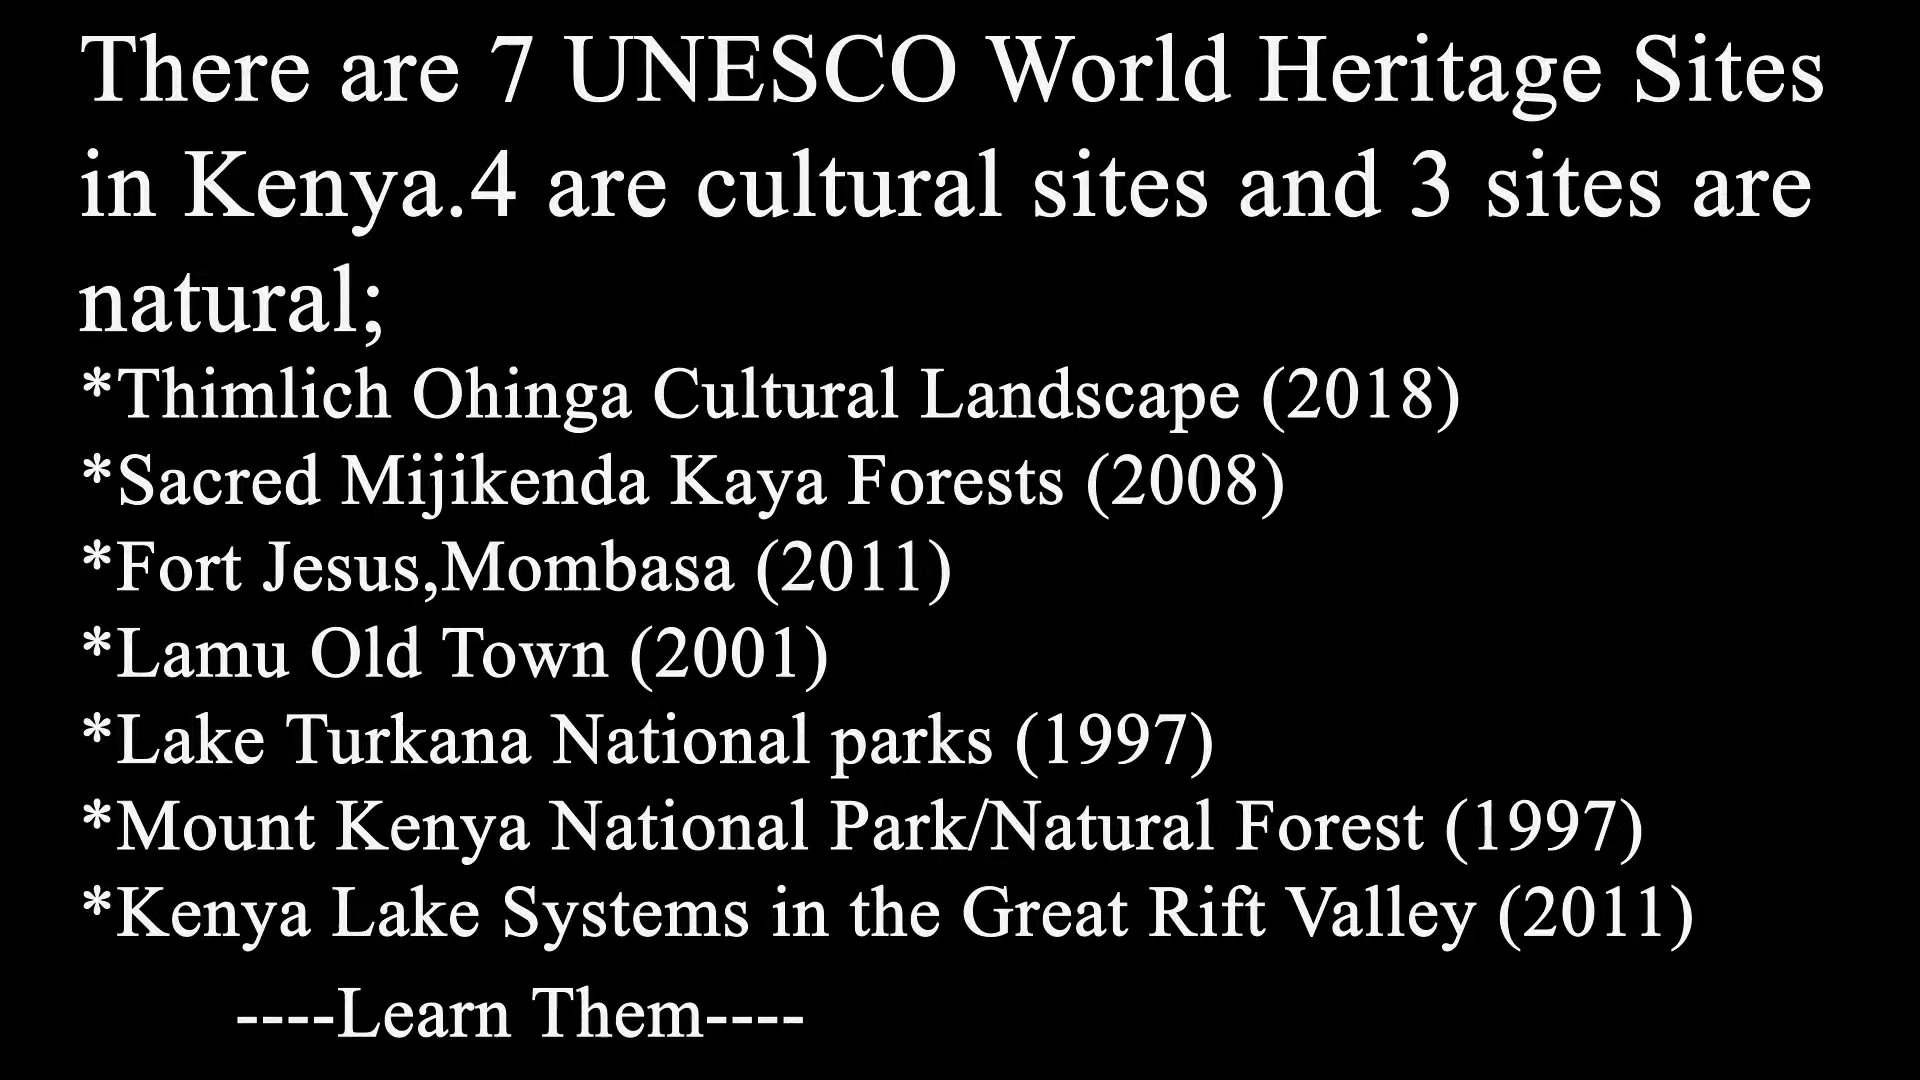 There are 7 UNESCO World Heritage Sites
in Kenya.4 are cultural sites and 3 sites are
natural;
*Thimlich Ohinga Cultural Landscape (2018)
*Sacred Mijikenda Kaya Forests (2008)
*Fort Jesus,Mombasa (2011)
*Lamu Old Town (2001)
*Lake Turkana National parks (1997)
*Mount Kenya National Park/Natural Forest (1997)
*Kenya Lake Systems in the Great Rift Valley (2011)
----Learn Them----